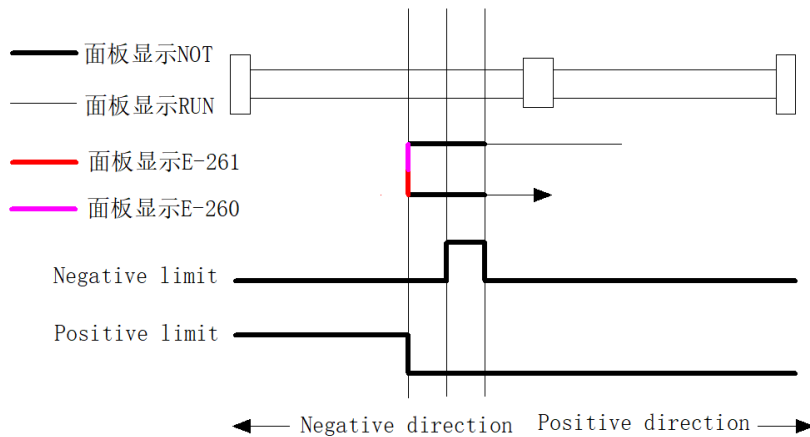 面板显示NOT
面板显示RUN
面板显示E-261
面板显示E-260
Negative limit
Positive limit
Negative direction
Positive direction